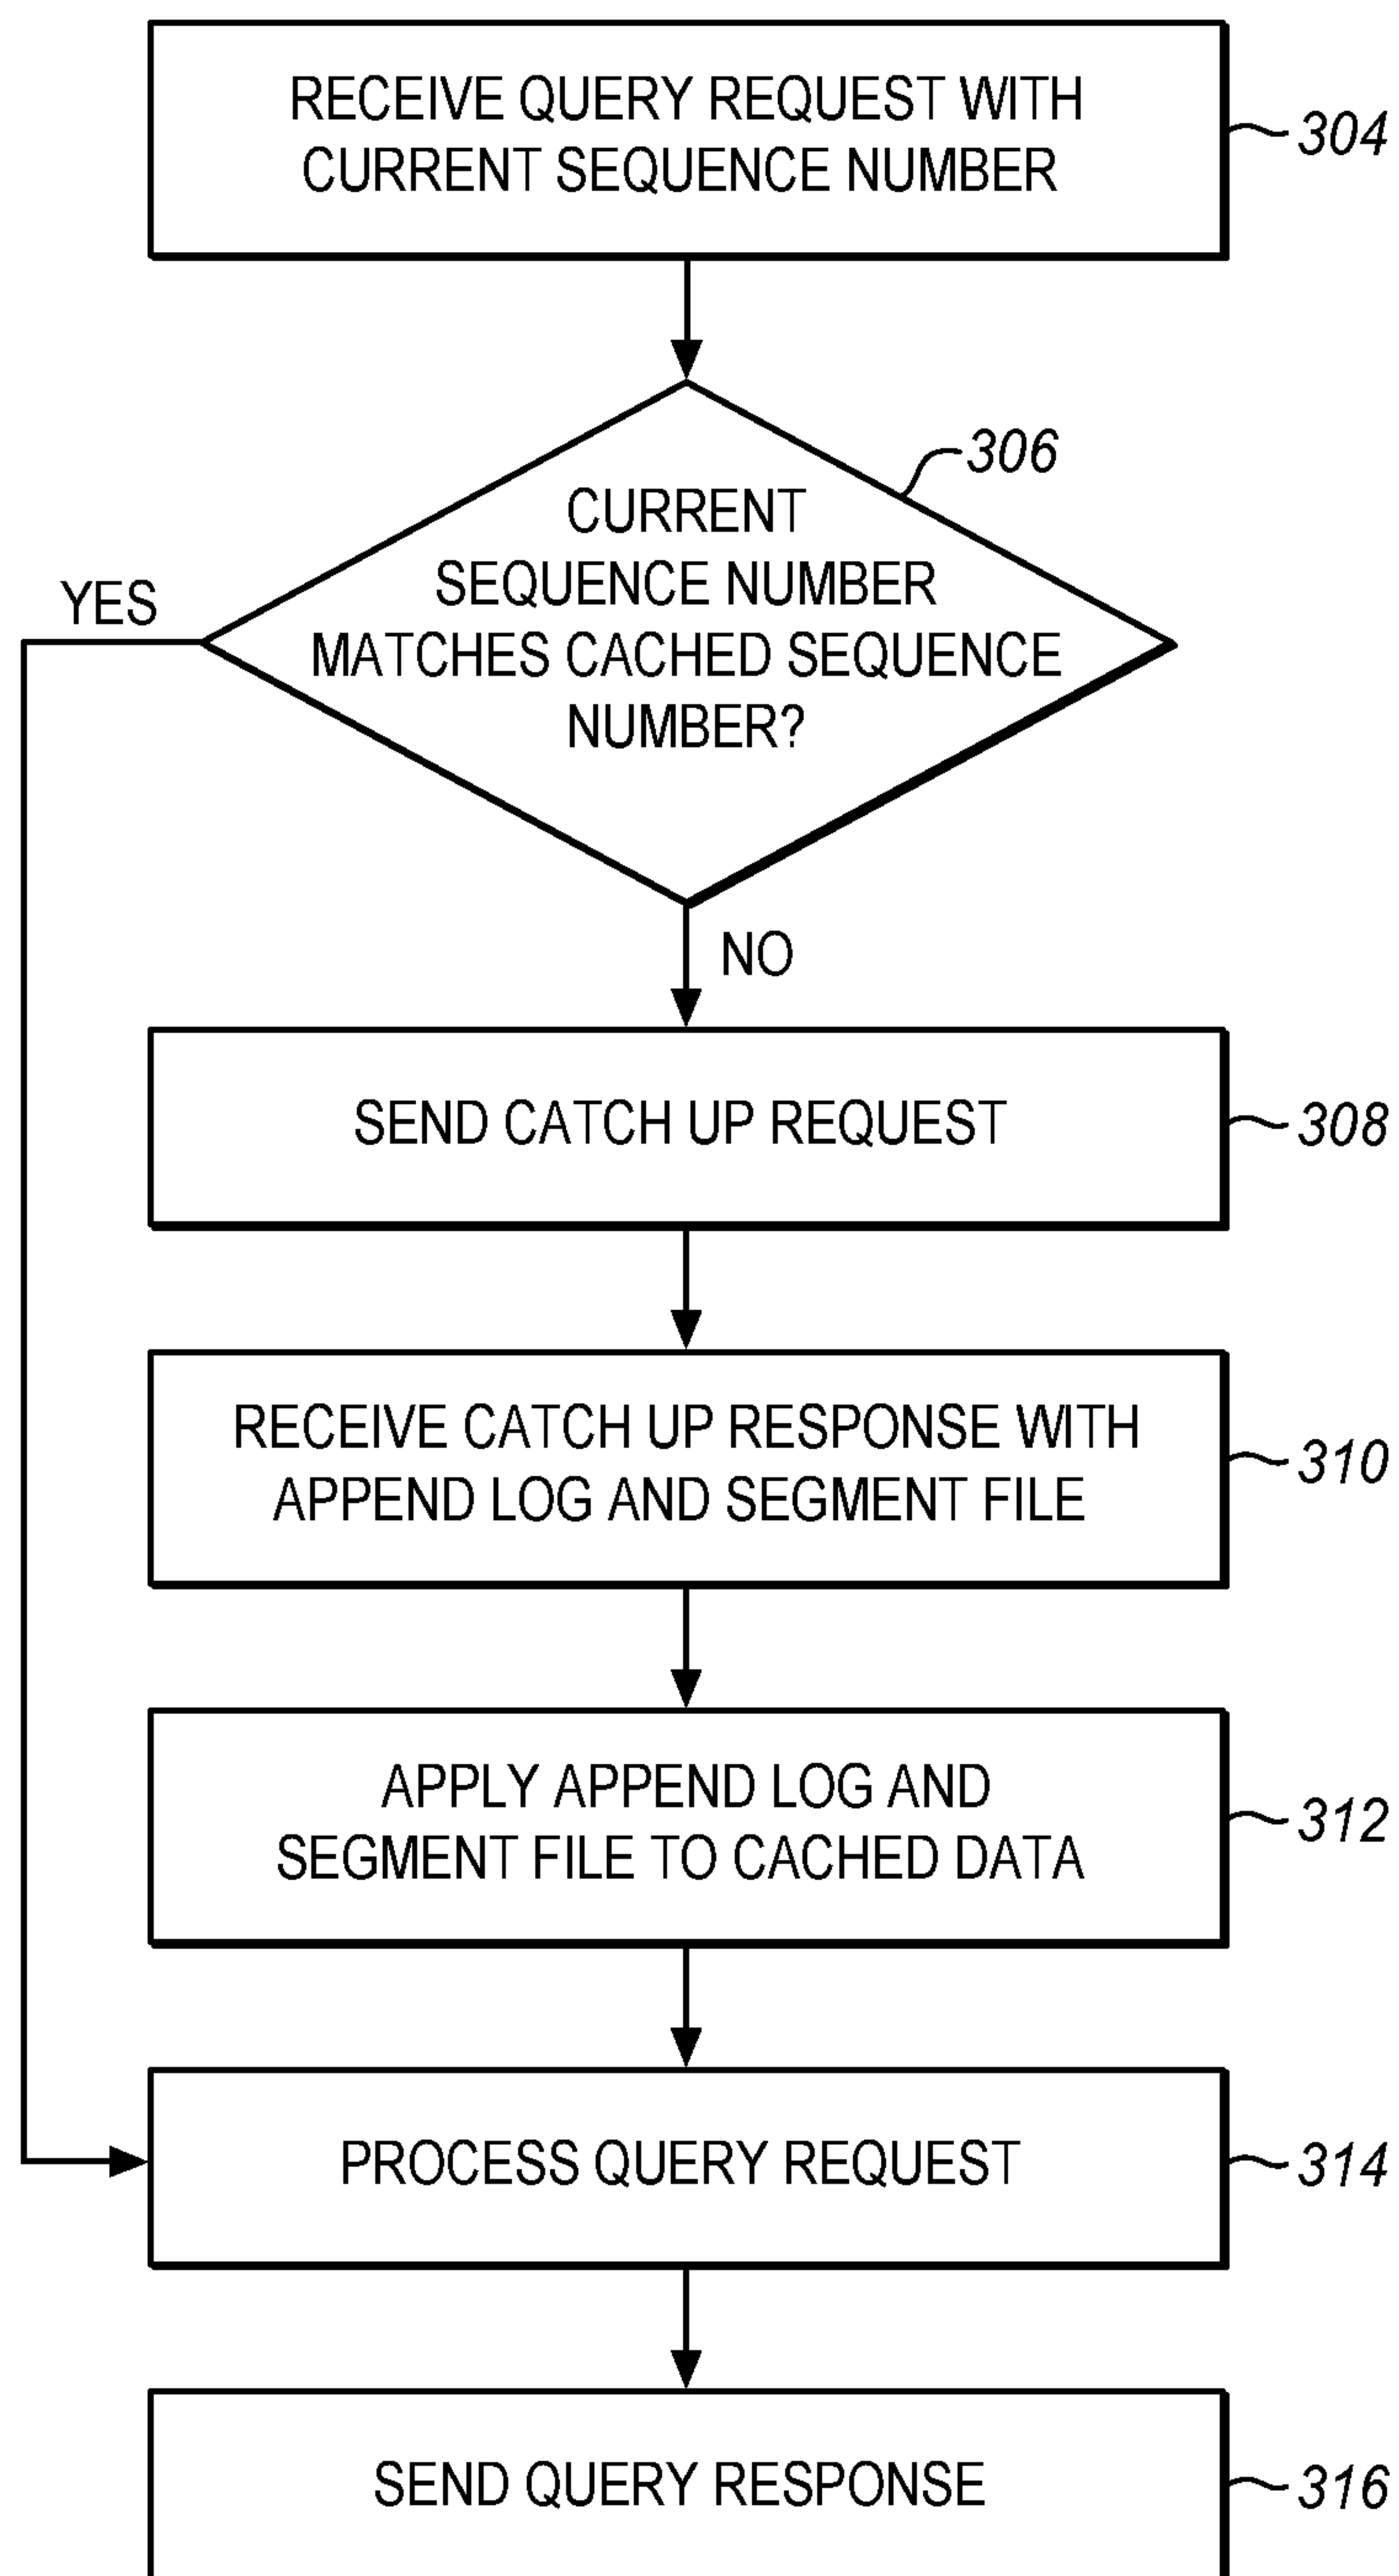 RECEIVE QUERY REQUEST WITH
CURRENT SEQUENCE NUMBER
304
306
CURRENT
SEQUENCE NUMBER
MATCHES CACHED SEQUENCE
NUMBER?
YES
NO
SEND CATCH UP REQUEST
308
RECEIVE CATCH UP RESPONSE WITH
APPEND LOG AND SEGMENT FILE
310
APPLY APPEND LOG AND
SEGMENT FILE TO CACHED DATA
312
PROCESS QUERY REQUEST
314
SEND QUERY RESPONSE
316